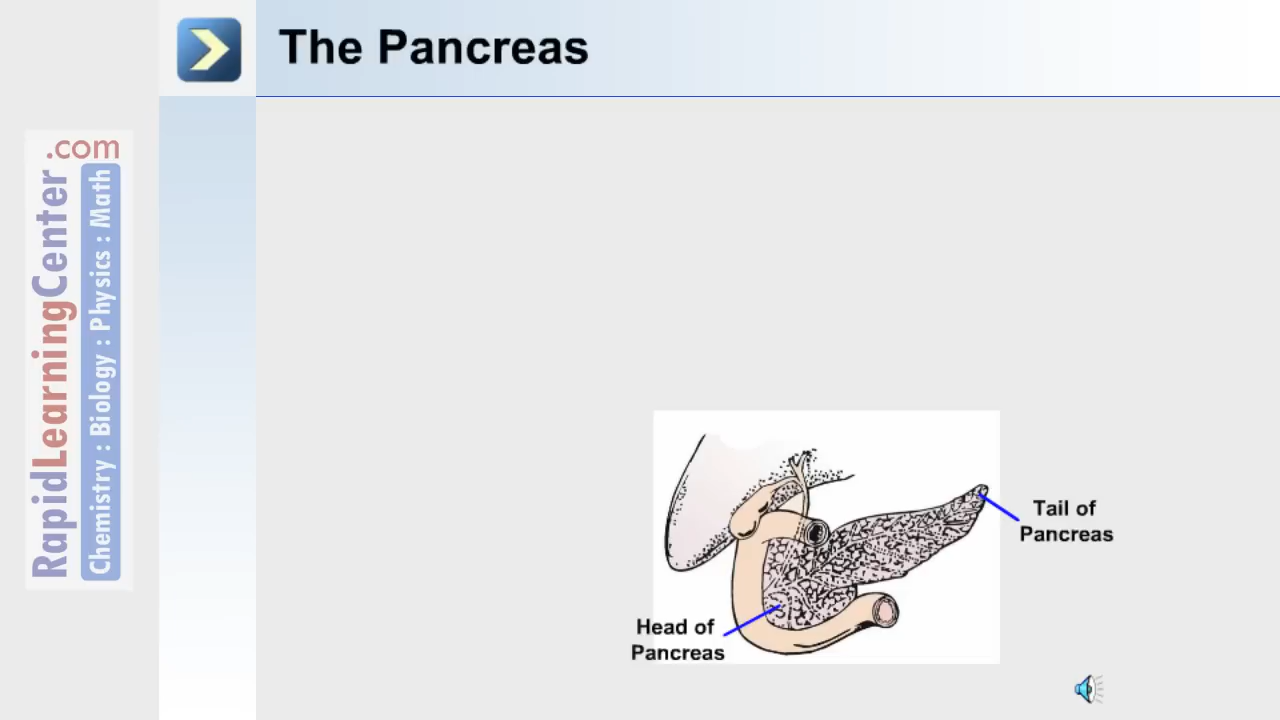 The Pancreas
RapidLearningCenter
.com
Chemistry : Biology : Physics : Math
Tail of
Pancreas
Head of
Pancreas